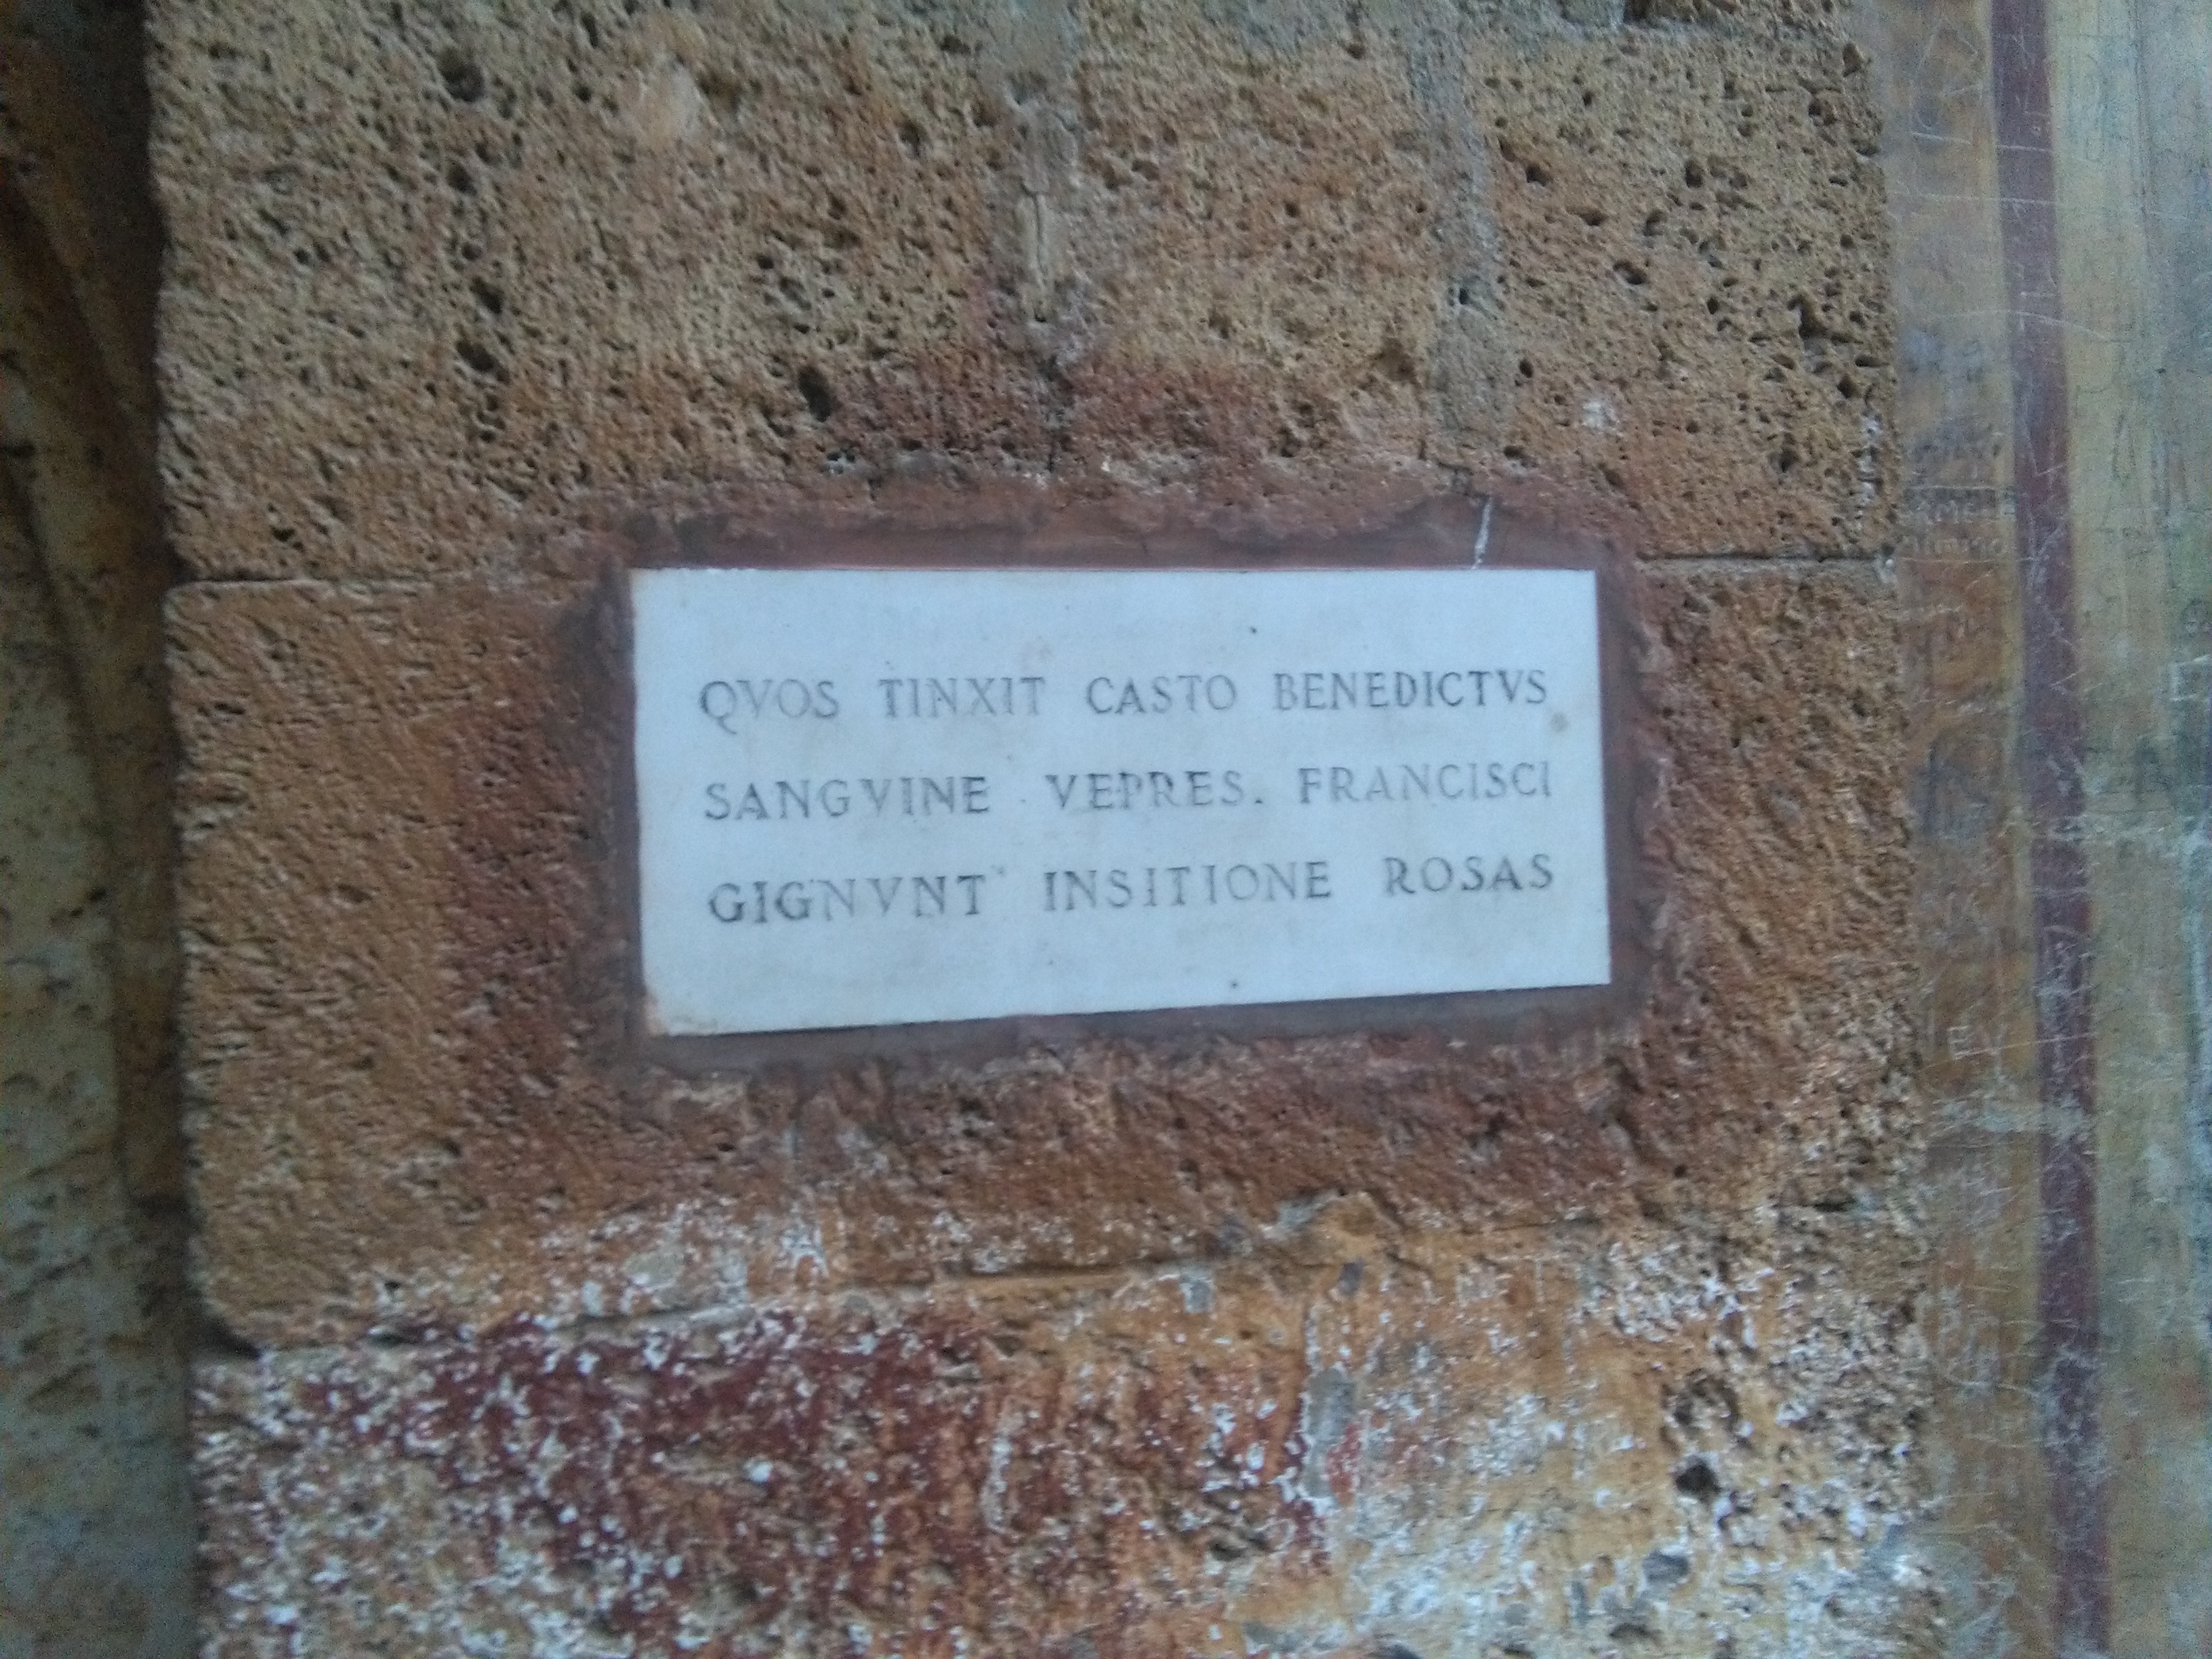 QVOS TINXIT CASTO BENEDICTVS
SANGVINE VEPRES. FRANCISCI
GIGNVNT INSITIONE ROSAS